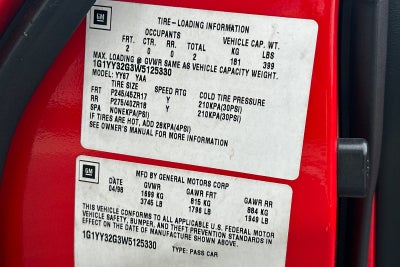 GM
TIRE-LOADING INFORMATION
OCCUPANTS VEHICLE CAP. WT.
FRT. CTR. RR. TOTAL KG LBS
2 0 0 2 181 399
MAX. LOADING @ GVWR SAME AS VEHICLE CAPACITY WEIGHT.
1G1YY32G3W5125330
MODEL: YY67 YAA
TIRE SIZE SPEED RTG COLD TIRE PRESSURE
FRT P245/45ZR17 Y 210KPA(30PSI)
RR P275/40ZR18 Y 210KPA(30PSI)
SPA NONEKPA(PSI)
IF TIRES ARE HOT, ADD 28KPA(4PSI)
SEE OWNER'S MANUAL FOR MORE INFORMATION
GM
MFD BY GENERAL MOTORS CORP
DATE GVWR GAWR FRT GAWR RR
04/98 1699 KG 815 KG 884 KG
3745 LB 1796 LB 1949 LB
THIS VEHICLE CONFORMS TO ALL APPLICABLE U.S. FEDERAL MOTOR
VEHICLE SAFETY, BUMPER, AND THEFT PREVENTION STANDARDS IN
EFFECT ON THE DATE OF MANUFACTURE SHOWN ABOVE.
1G1YY32G3W5125330
TYPE: PASS CAR